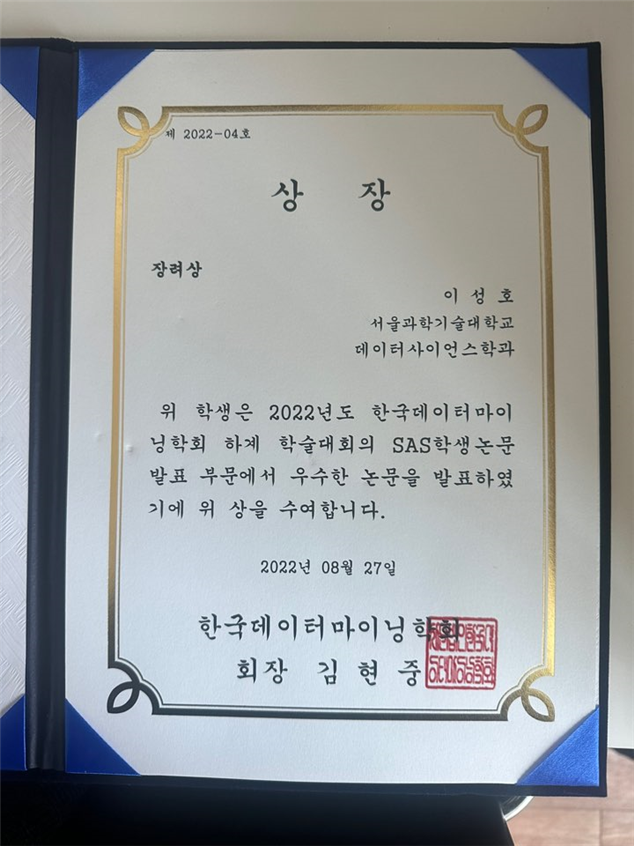 제 2022-04호
상 장
장려상
이 성 호
서울과학기술대학교
데이터사이언스학과
위 학생은 2022년도 한국데이터마이
닝학회 하계 학술대회의 SAS학생논문
발표 부문에서 우수한 논문을 발표하였
기에 위 상을 수여합니다.
2022년 08월 27일
한국데이터마이닝학회
회장 김 현 중